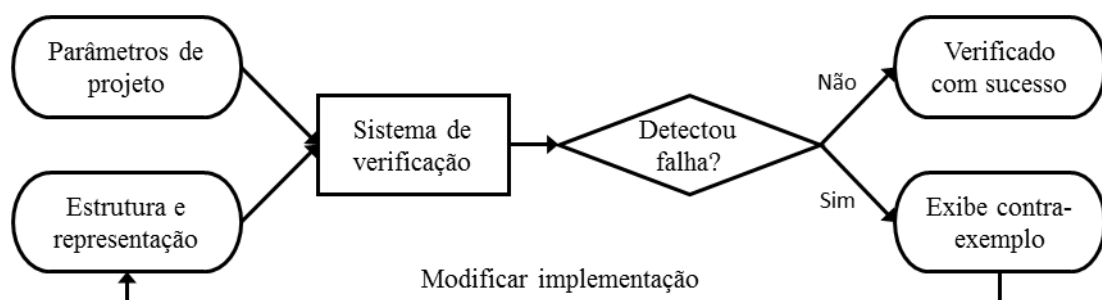 Parâmetros de
projeto
Estrutura e
representação
Sistema de
verificação
Detectou
falha?
Não
Sim
Verificado
com sucesso
Exibe contra-
exemplo
Modificar implementação